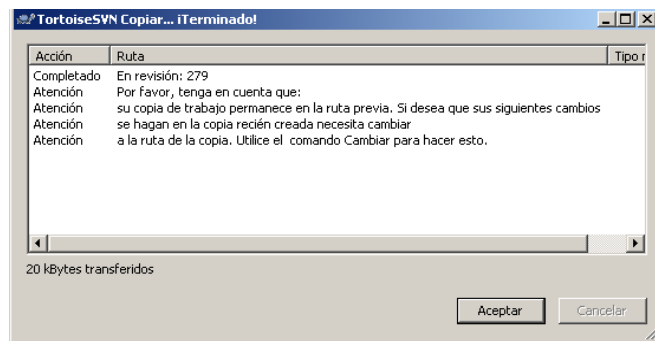 TortoiseSVN Copiar... ¡Terminado!
Acción Ruta Tipo
Completado En revisión: 279
Atención Por favor, tenga en cuenta que:
Atención su copia de trabajo permanece en la ruta previa. Si desea que sus siguientes cambios
Atención se hagan en la copia recién creada necesita cambiar
Atención a la ruta de la copia. Utilice el comando Cambiar para hacer esto.
20 kBytes transferidos
Aceptar Cancelar